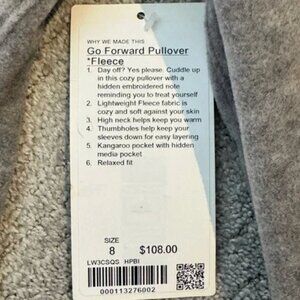 WHY WE MADE THIS
Go Forward Pullover
*Fleece
1. Day off? Yes please. Cuddle up
in this cozy pullover with a
hidden embroidered note
reminding you to treat yourself
2. Lightweight Fleece fabric is
cozy and soft against your skin
3. High neck helps keep you warm
4. Thumbholes help keep your
sleeves down for easy layering
5. Kangaroo pocket with hidden
media pocket
6. Relaxed fit
SIZE
8 $108.00
LW3CSQS HPBI
000113276002